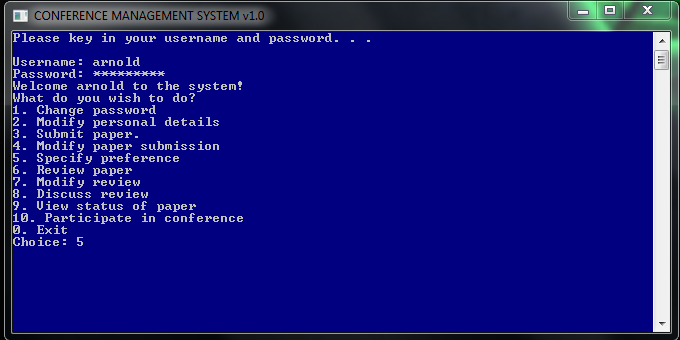 CONFERENCE MANAGEMENT SYSTEM v1.0
Please key in your username and password. . .
Username: arnold
Password: *********
Welcome arnold to the system!
What do you wish to do?
1. Change password
2. Modify personal details
3. Submit paper.
4. Modify paper submission
5. Specify preference
6. Review paper
7. Modify review
8. Discuss review
9. View status of paper
10. Participate in conference
0. Exit
Choice: 5